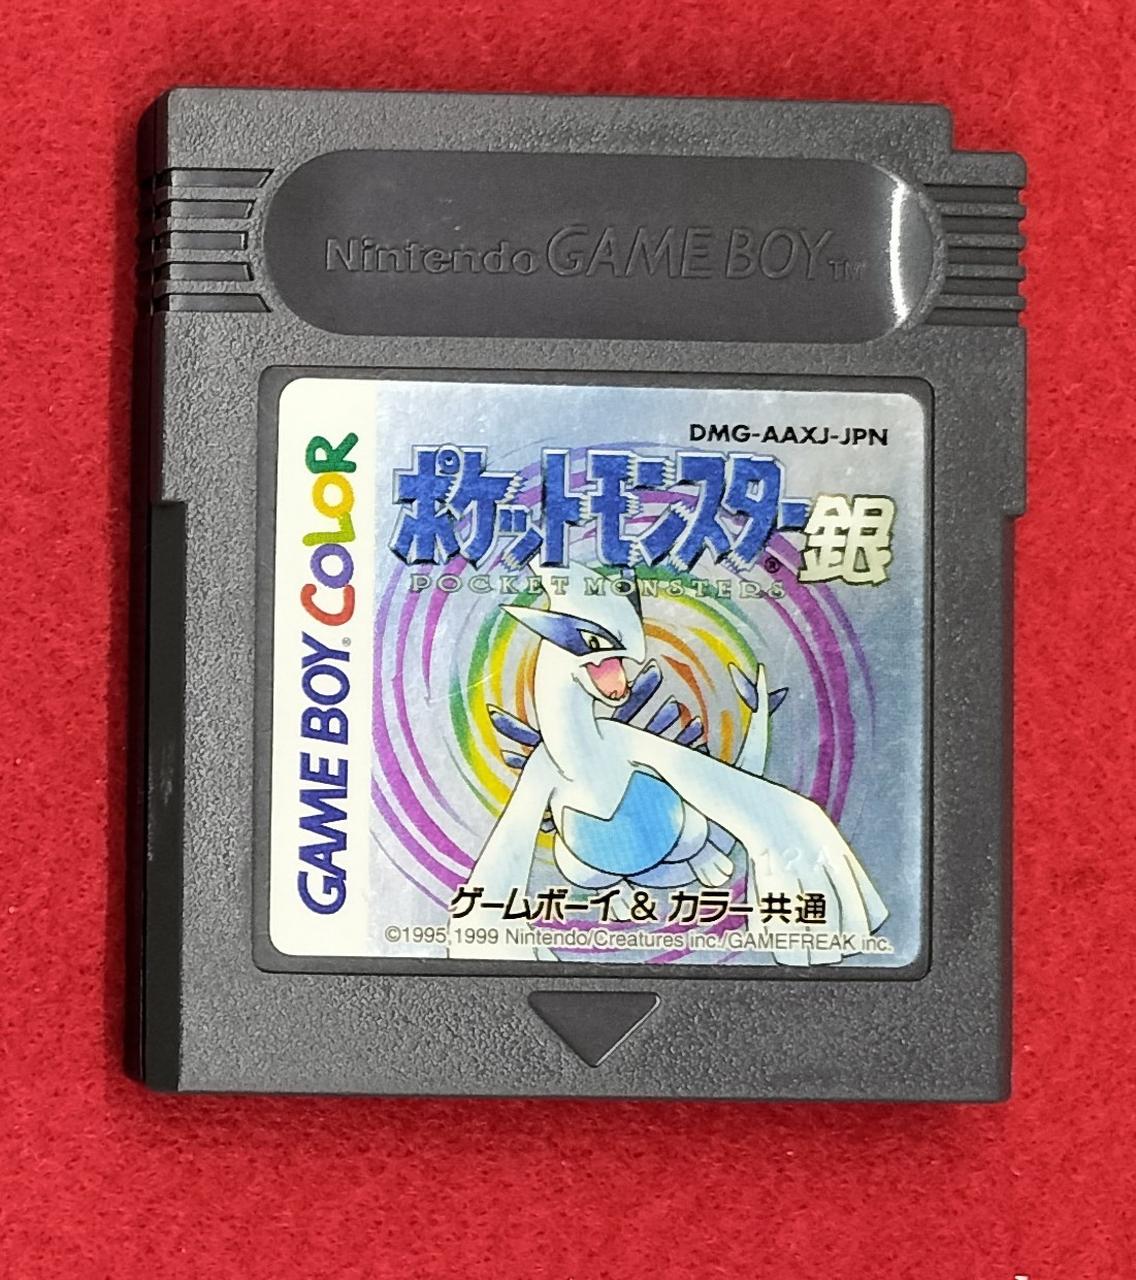 Nintendo GAME BOY™
GAME BOY® COLOR
DMG-AAXJ-JPN
ポケットモンスター®銀
POCKET MONSTERS
ゲームボーイ & カラー共通
©1995,1999 Nintendo/Creatures inc./GAMEFREAK inc.